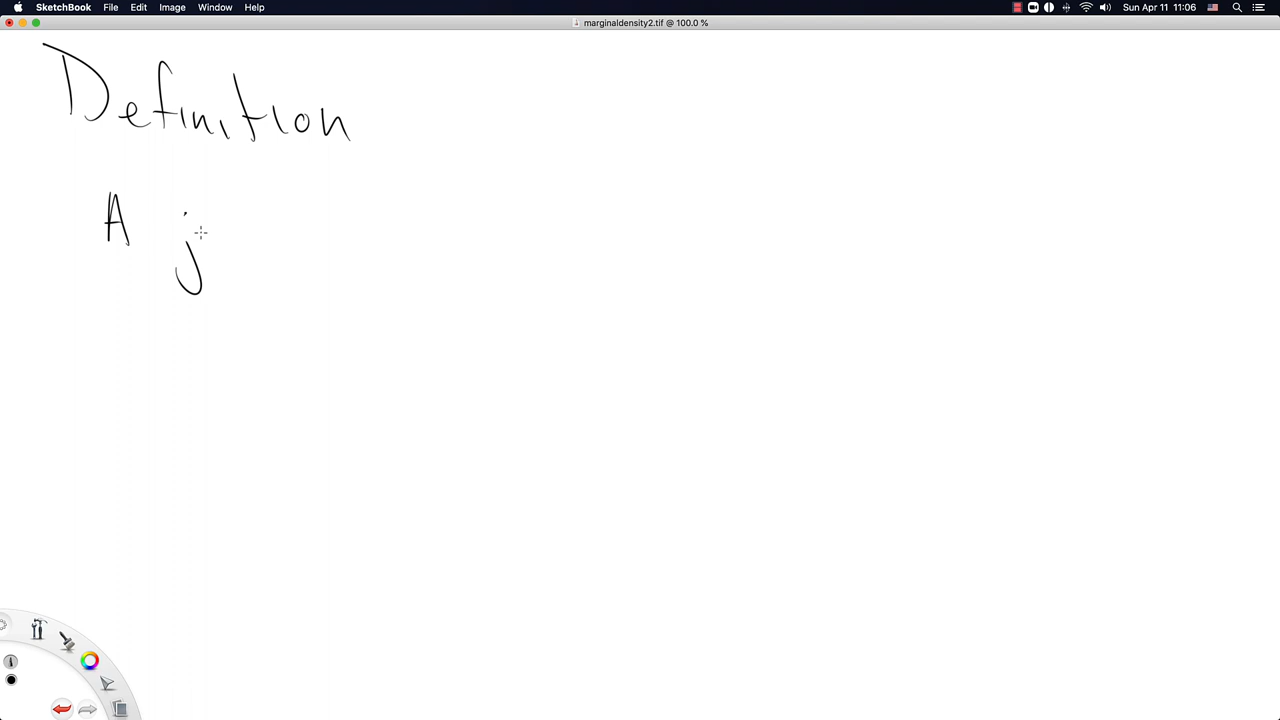 SketchBook File Edit Image Window Help Sun Apr 11 11:06
marginaldensity2.tif @ 100.0 %
Definition
A j